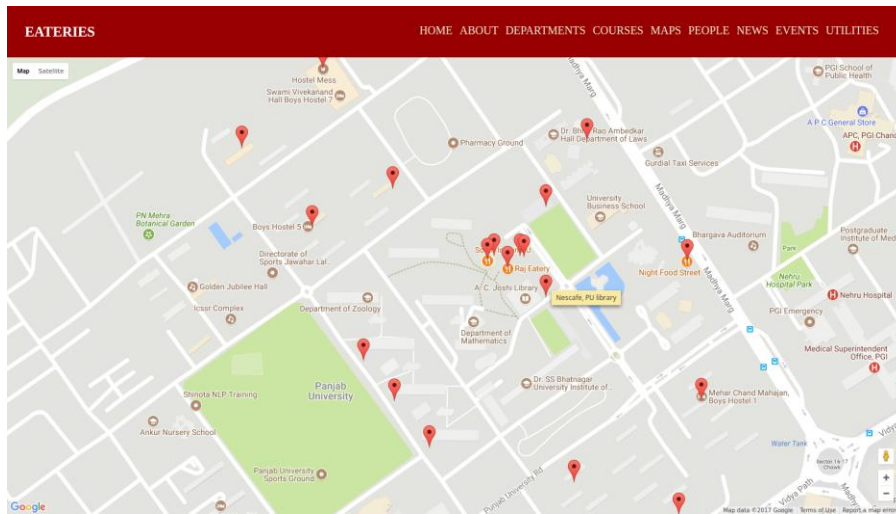 EATERIES
HOME ABOUT DEPARTMENTS COURSES MAPS PEOPLE NEWS EVENTS UTILITIES
Map Satellite
Hostel Mess
Swami Vivekanand
Hall Boys Hostel 7
Pharmacy Ground
Dr. Bhim Rao Ambedkar
Hall Department of Laws
Gurdial Taxi Services
Madhya Marg
PGI School of
Public Health
A P C General Store
APC, PGI
PN Mehra
Botanical Garden
Boys Hostel 5
Directorate of
Sports Jawahar Lal...
Golden Jubilee Hall
Icssr Complex
Department of Zoology
University
Business School
Madhya Marg
Bhargava Auditorium
Park
Postgraduate
Institute of
Raj Eatery
A. C. Joshi Library
Nescafe, PU library
Night Food Street
Nehru
Hospital Park
Nehru Hospital
PGI Emergency
Medical Superintendent
Office, PGI
Department of
Mathematics
Madhya Marg
Shinota NLP Training
Panjab
University
Dr. SS Bhatnagar
University Institute of...
Mehar Chand Mahajan,
Boys Hostel 1
Ankur Nursery School
Panjab University
Sports Ground
Panjab University Rd
Water Tank
Vidya Path
Google
Map data ©2017 Google Terms of Use Report a map